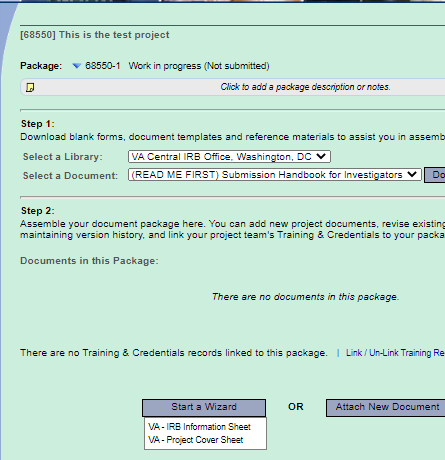 [68550] This is the test project
Package: 68550-1 Work in progress (Not submitted)
Click to add a package description or notes.
Step 1:
Download blank forms, document templates and reference materials to assist you in assemb
Select a Library: VA Central IRB Office, Washington, DC
Select a Document: (READ ME FIRST) Submission Handbook for Investigators Do
Step 2:
Assemble your document package here. You can add new project documents, revise existing
maintaining version history, and link your project team's Training & Credentials to your packa
Documents in this Package:
There are no documents in this package.
There are no Training & Credentials records linked to this package. | Link / Un-Link Training Re
Start a Wizard OR Attach New Document
VA - IRB Information Sheet
VA - Project Cover Sheet